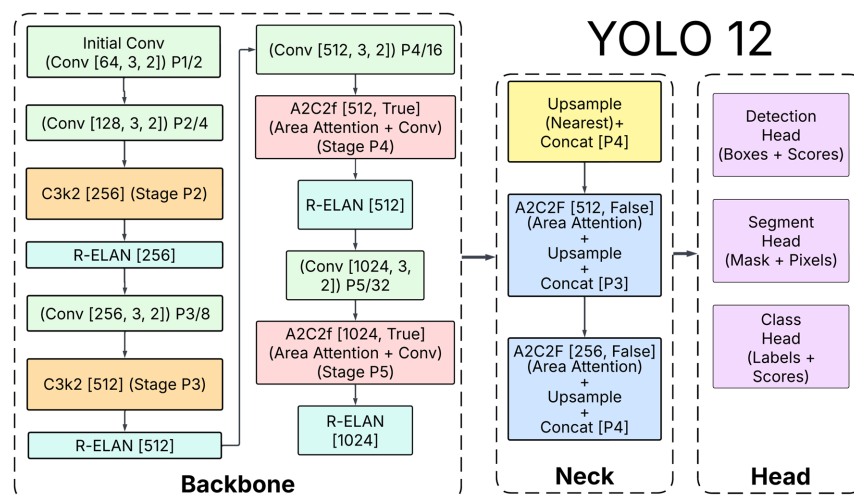 YOLO 12
Initial Conv
(Conv [64, 3, 2]) P1/2
(Conv [128, 3, 2]) P2/4
C3k2 [256] (Stage P2)
R-ELAN [256]
(Conv [256, 3, 2]) P3/8
C3k2 [512] (Stage P3)
R-ELAN [512]
(Conv [512, 3, 2]) P4/16
A2C2f [512, True]
(Area Attention + Conv)
(Stage P4)
R-ELAN [512]
(Conv [1024, 3,
2]) P5/32
A2C2f [1024, True]
(Area Attention + Conv)
(Stage P5)
R-ELAN
[1024]
Backbone
Upsample
(Nearest)+
Concat [P4]
A2C2F [512, False]
(Area Attention)
+
Upsample
+
Concat [P3]
A2C2F [256, False]
(Area Attention)
+
Upsample
+
Concat [P4]
Neck
Detection
Head
(Boxes + Scores)
Segment
Head
(Mask + Pixels)
Class
Head
(Labels +
Scores)
Head